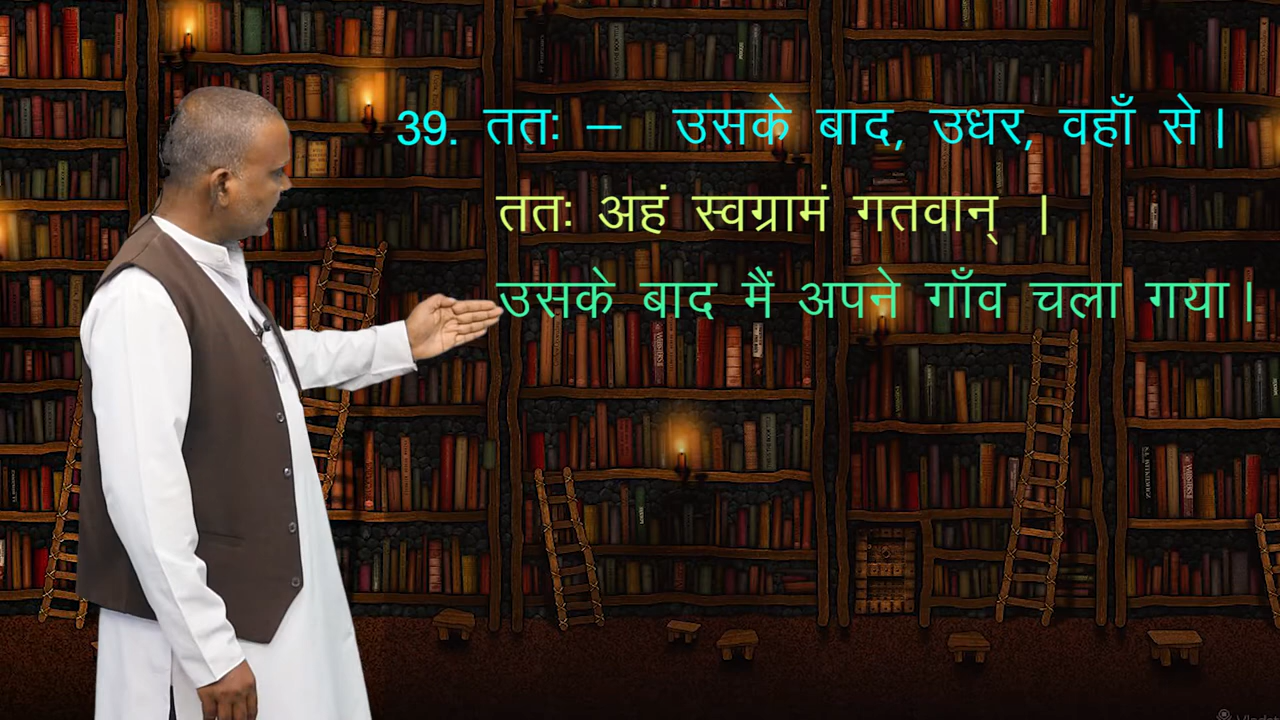 39. ततः – उसके बाद, उधर, वहाँ से।
ततः अहं स्वग्रामं गतवान् ।
उसके बाद मैं अपने गाँव चला गया।